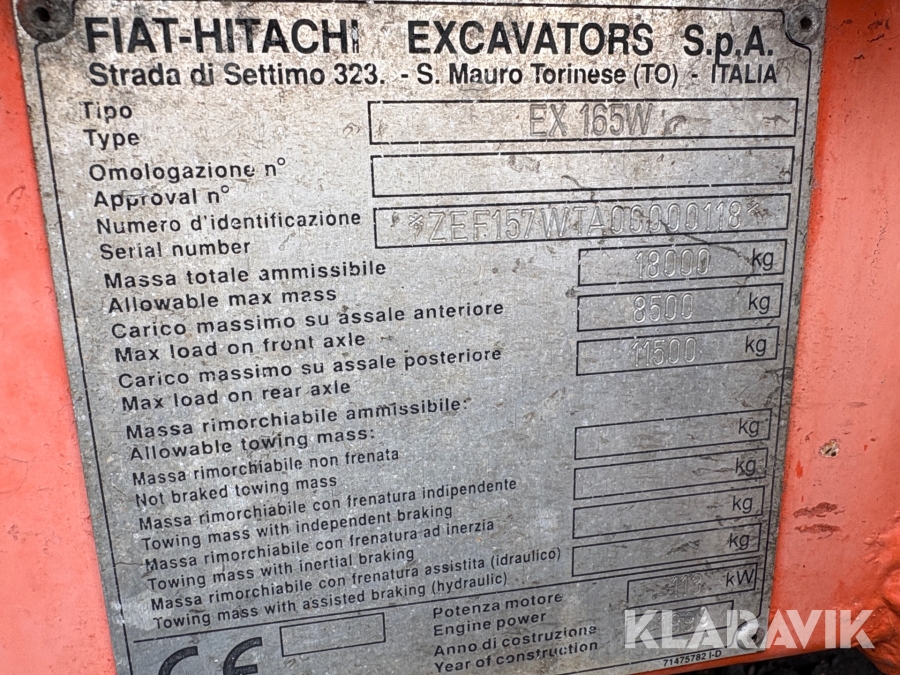 FIAT-HITACHI EXCAVATORS S.p.A.
Strada di Settimo 323. - S. Mauro Torinese (TO) - ITALIA
Tipo
Type
EX 165W
Omologazione n°
Approval n°
Numero d'identificazione
Serial number
*ZEF157WTA00000118*
Massa totale ammissibile
Allowable max mass
18000 kg
Carico massimo su assale anteriore
Max load on front axle
8500 kg
Carico massimo su assale posteriore
Max load on rear axle
11500 kg
Massa rimorchiabile ammissibile:
Allowable towing mass:
Massa rimorchiabile non frenata
Not braked towing mass
kg
Massa rimorchiabile con frenatura indipendente
Towing mass with independent braking
kg
Massa rimorchiabile con frenatura ad inerzia
Towing mass with inertial braking
kg
Massa rimorchiabile con frenatura assistita (idraulico)
Towing mass with assisted braking (hydraulic)
kg
Potenza motore
Engine power
kW
Anno di costruzione
Year of construction
CE
71475782 I-D
KLARAVIK